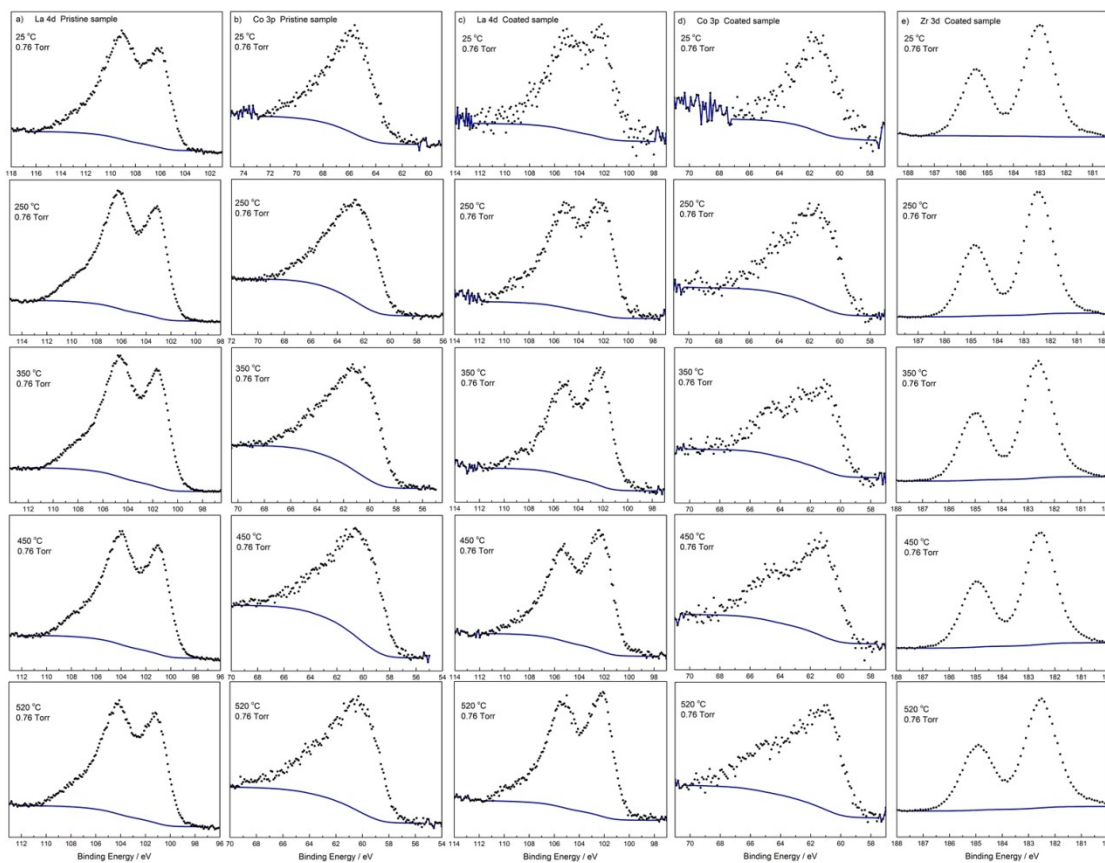 a) La 4d Pristine sample
25 °C
0.76 Torr
118 116 114 112 110 108 106 104 102
b) Co 3p Pristine sample
25 °C
0.76 Torr
74 72 70 68 66 64 62 60
c) La 4d Coated sample
25 °C
0.76 Torr
114 112 110 108 106 104 102 100 98
d) Co 3p Coated sample
25 °C
0.76 Torr
70 68 66 64 62 60 58
e) Zr 3d Coated sample
25 °C
0.76 Torr
188 187 186 185 184 183 182 181
250 °C
0.76 Torr
114 112 110 108 106 104 102 100 98 96
250 °C
0.76 Torr
72 70 68 66 64 62 60 58 56
250 °C
0.76 Torr
114 112 110 108 106 104 102 100 98
250 °C
0.76 Torr
70 68 66 64 62 60 58
250 °C
0.76 Torr
187 186 185 184 183 182 181
350 °C
0.76 Torr
112 110 108 106 104 102 100 98
350 °C
0.76 Torr
70 68 66 64 62 60 58 56
350 °C
0.76 Torr
114 112 110 108 106 104 102 100 98
350 °C
0.76 Torr
70 68 66 64 62 60 58
350 °C
0.76 Torr
188 187 186 185 184 183 182 181
450 °C
0.76 Torr
112 110 108 106 104 102 100 98 96
450 °C
0.76 Torr
70 68 66 64 62 60 58 56 54
450 °C
0.76 Torr
114 112 110 108 106 104 102 100 98
450 °C
0.76 Torr
70 68 66 64 62 60 58
450 °C
0.76 Torr
188 187 186 185 184 183 182 181
520 °C
0.76 Torr
112 110 108 106 104 102 100 98 96
Binding Energy / eV
520 °C
0.76 Torr
70 68 66 64 62 60 58 56 54
Binding Energy / eV
520 °C
0.76 Torr
114 112 110 108 106 104 102 100 98
Binding Energy / eV
520 °C
0.76 Torr
70 68 66 64 62 60 58
Binding Energy / eV
520 °C
0.76 Torr
188 187 186 185 184 183 182 181
Binding Energy / eV